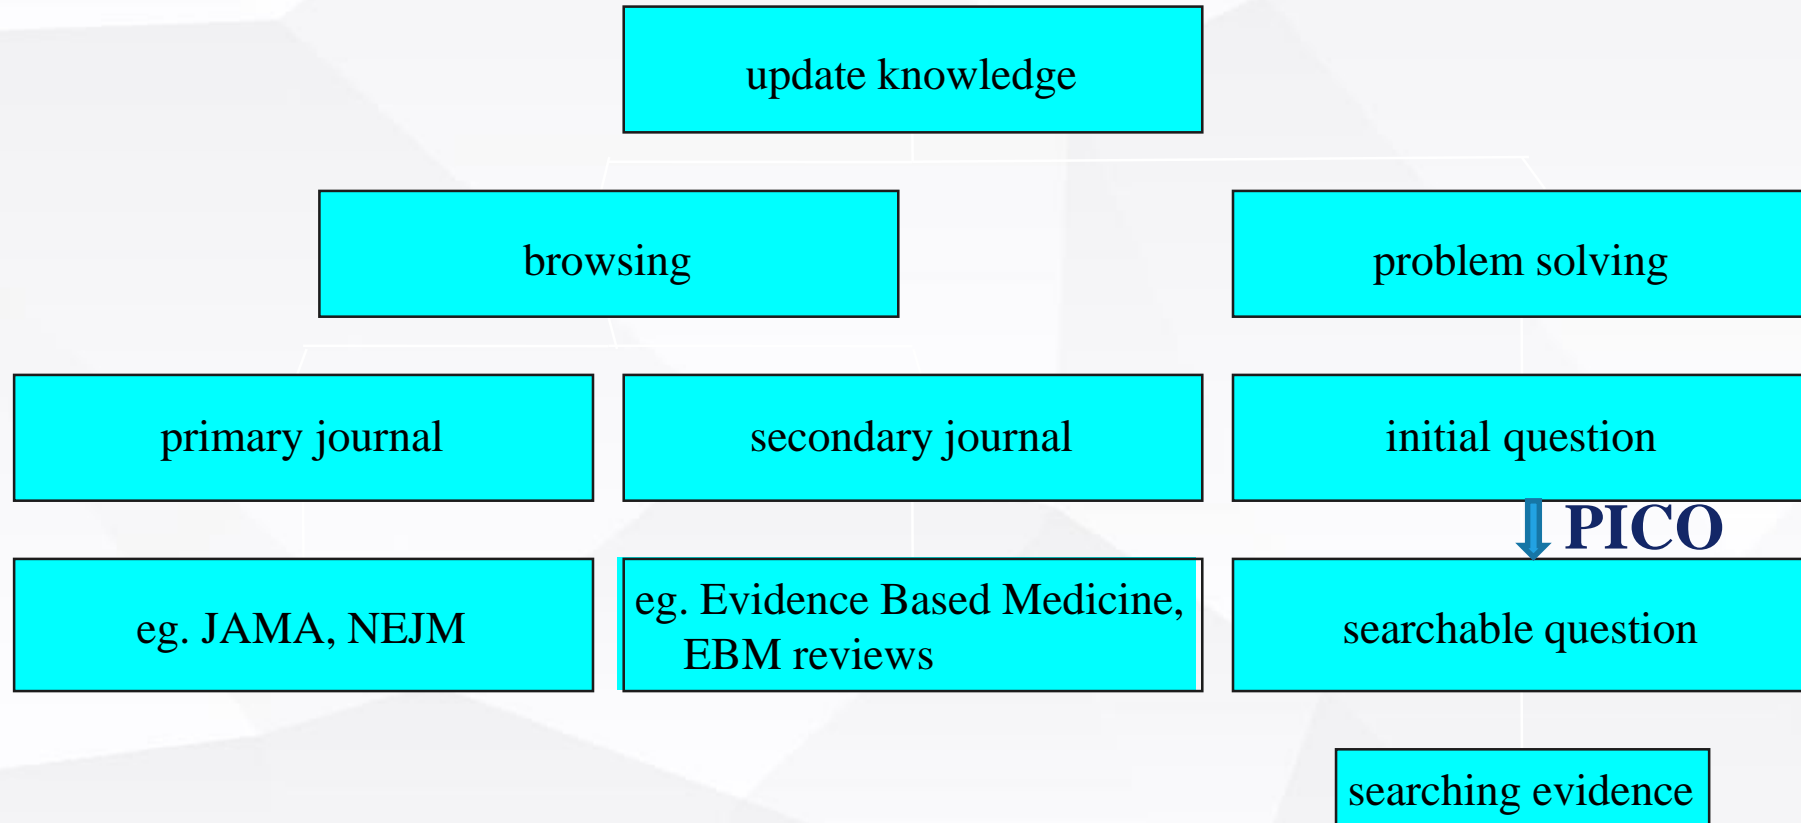 update knowledge
browsing
problem solving
primary journal
secondary journal
initial question
PICO
eg. JAMA, NEJM
eg. Evidence Based Medicine,
EBM reviews
searchable question
searching evidence